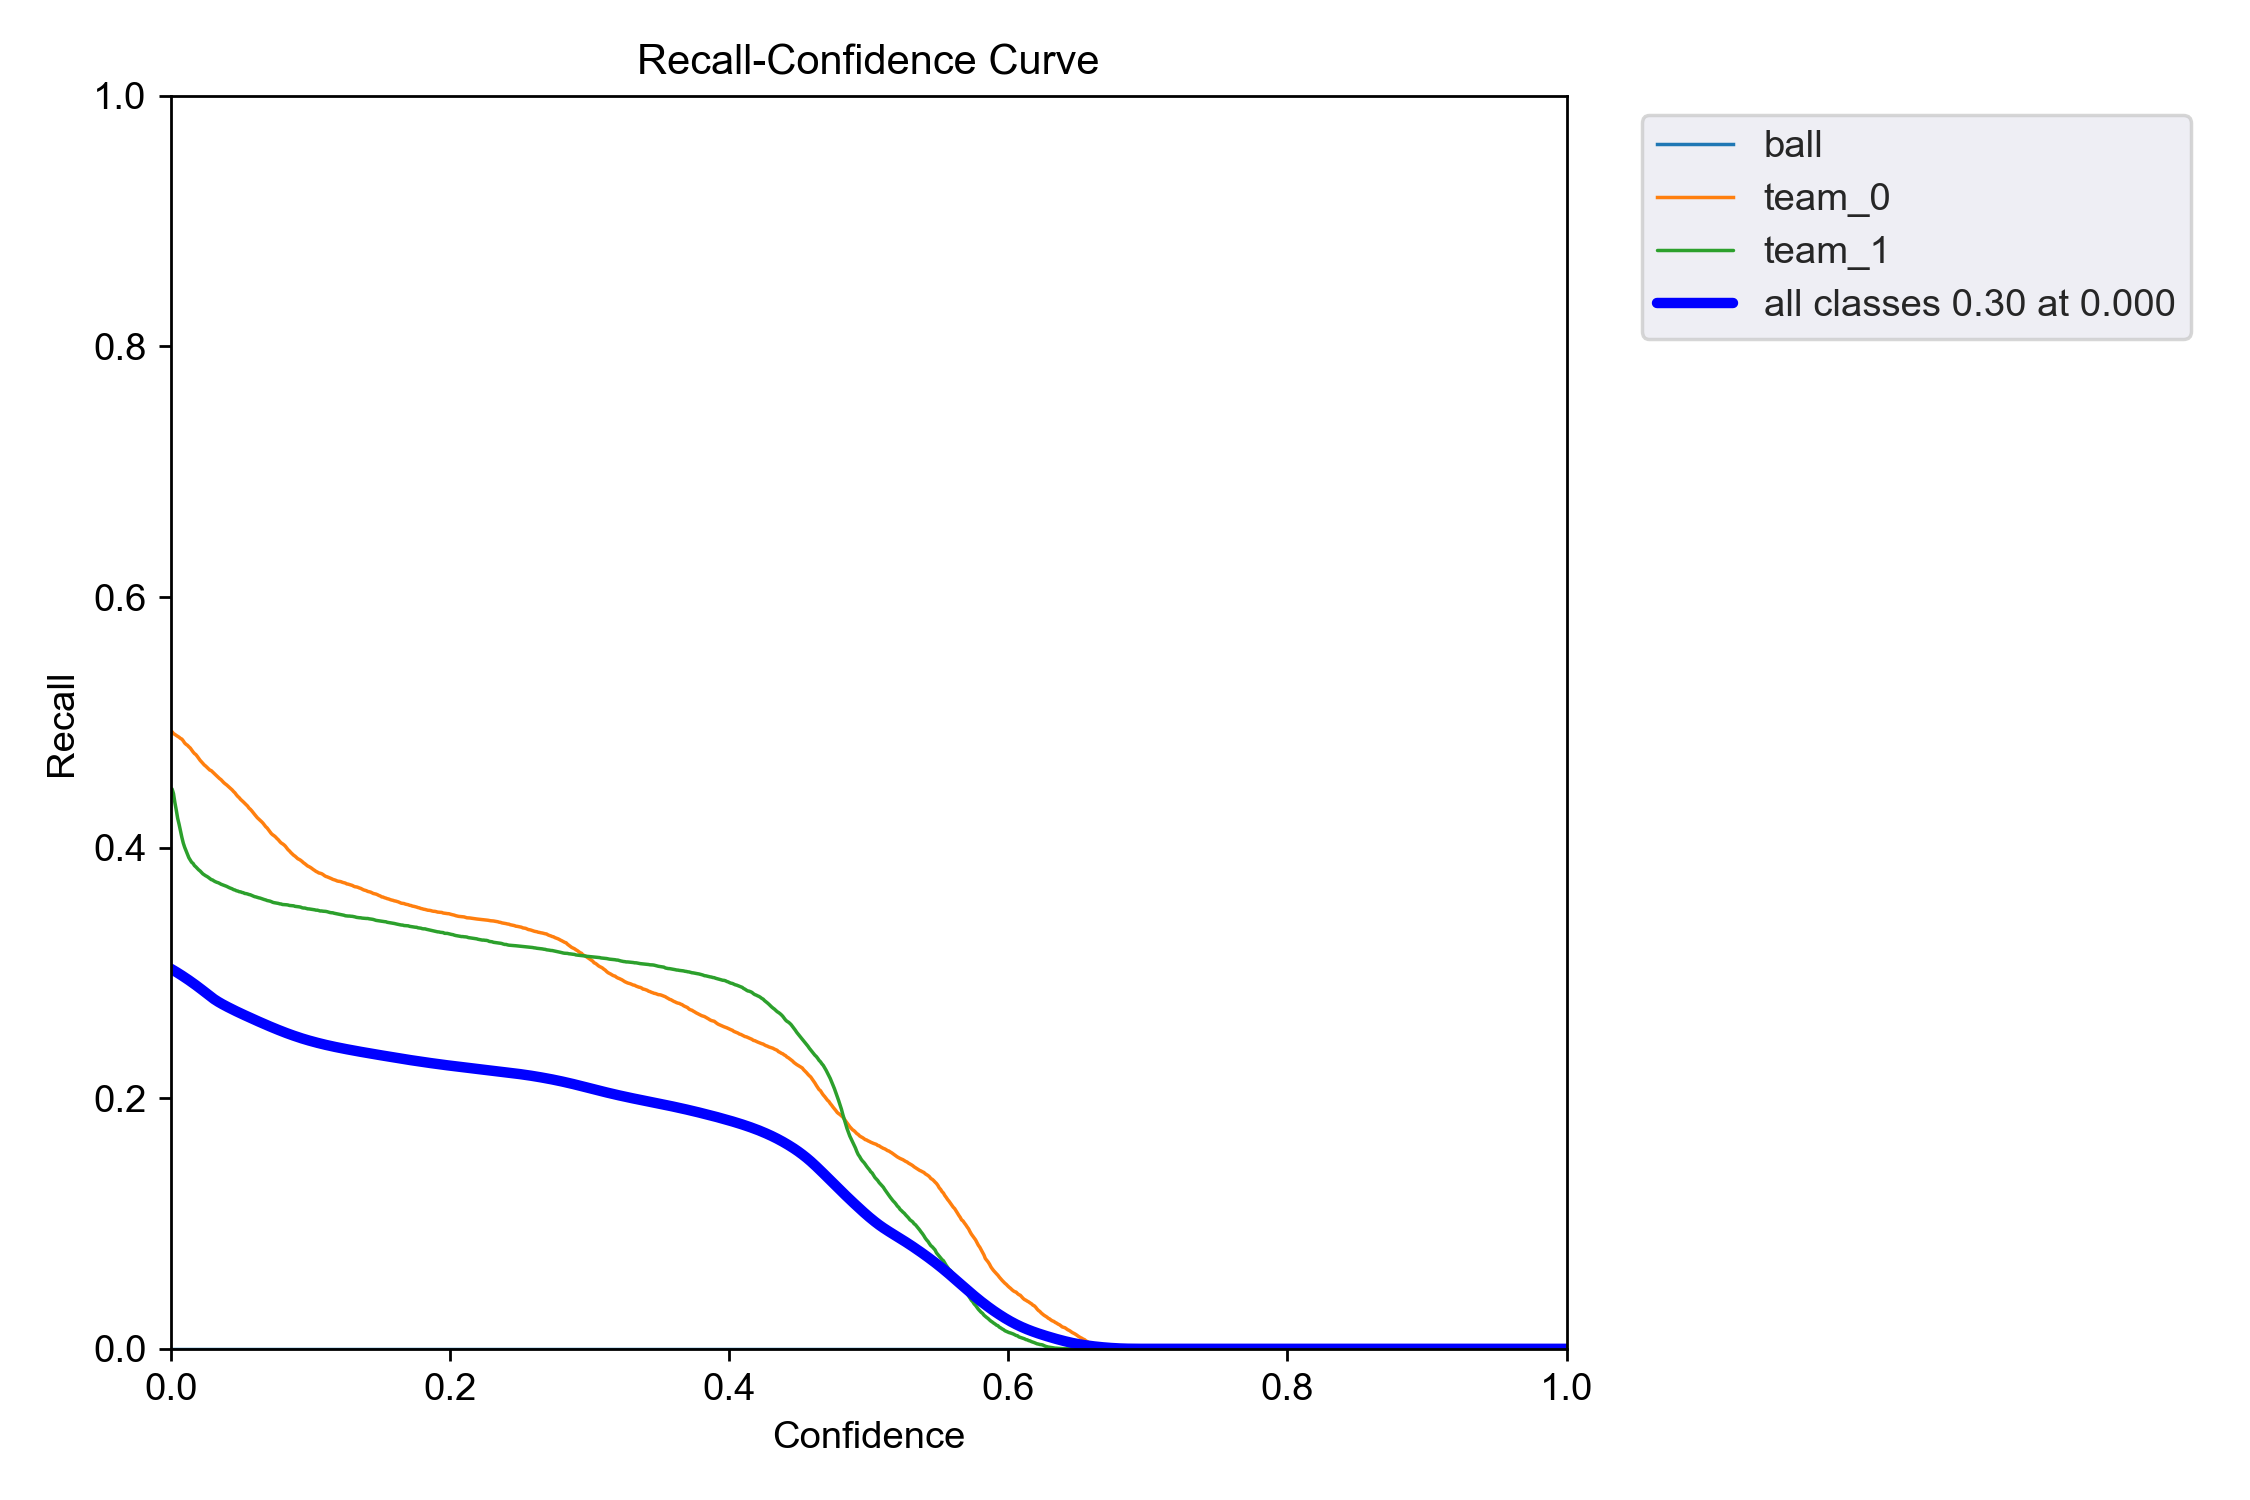 Recall-Confidence Curve
1.0
0.8
0.6
0.4
0.2
0.0
Recall
0.0 0.2 0.4 0.6 0.8 1.0
Confidence
ball
team_0
team_1
all classes 0.30 at 0.000